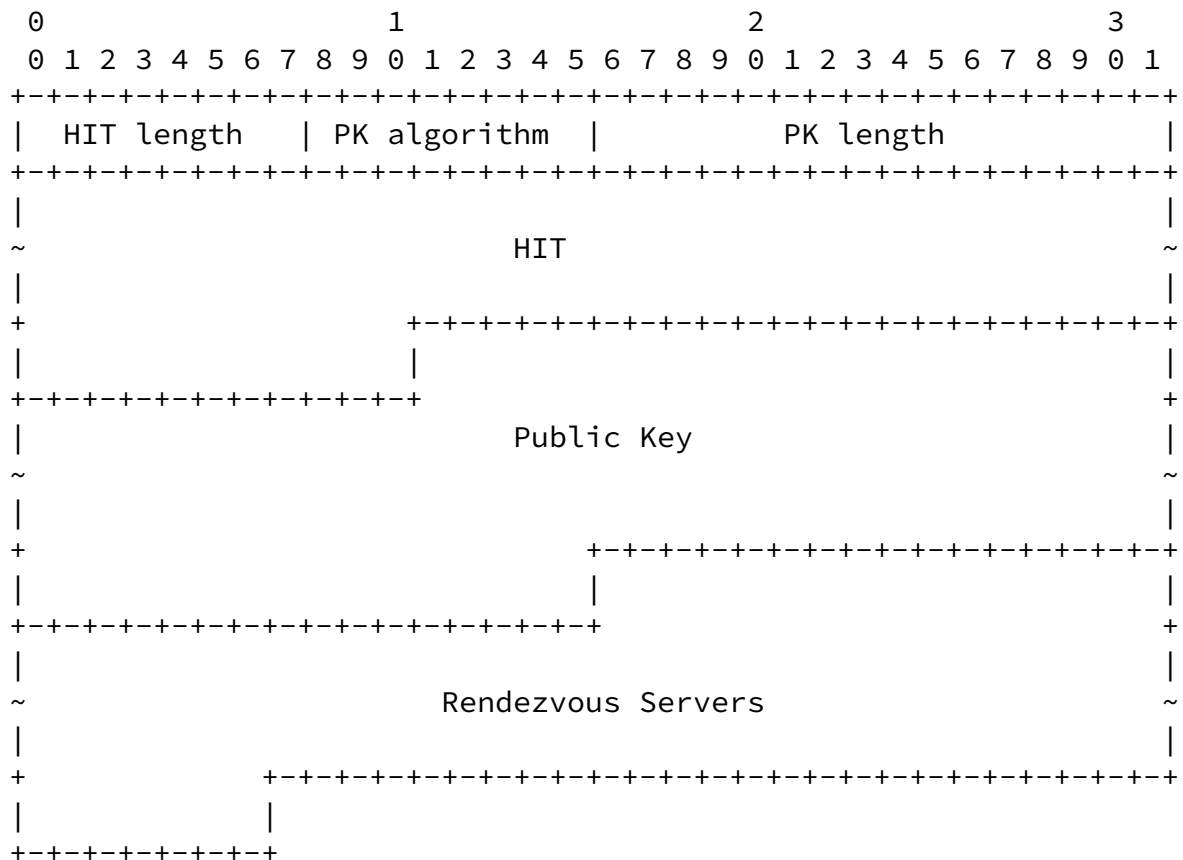 0                   1                   2                   3
 0 1 2 3 4 5 6 7 8 9 0 1 2 3 4 5 6 7 8 9 0 1 2 3 4 5 6 7 8 9 0 1
+-+-+-+-+-+-+-+-+-+-+-+-+-+-+-+-+-+-+-+-+-+-+-+-+-+-+-+-+-+-+-+-+
|  HIT length   | PK algorithm  |          PK length            |
+-+-+-+-+-+-+-+-+-+-+-+-+-+-+-+-+-+-+-+-+-+-+-+-+-+-+-+-+-+-+-+-+
|                                                               |
~                           HIT                                 ~
|                                                               |
+                     +-+-+-+-+-+-+-+-+-+-+-+-+-+-+-+-+-+-+-+-+-+
|                     |                                         |
+-+-+-+-+-+-+-+-+-+-+-+                                         +
|                           Public Key                          |
~                                                               ~
|                                                               |
+                               +-+-+-+-+-+-+-+-+-+-+-+-+-+-+-+-+
|                               |                               |
+-+-+-+-+-+-+-+-+-+-+-+-+-+-+-+-+                               +
|                                                               |
~                       Rendezvous Servers                      ~
|                                                               |
+             +-+-+-+-+-+-+-+-+-+-+-+-+-+-+-+-+-+-+-+-+-+-+-+-+-+
|             |
+-+-+-+-+-+-+-+